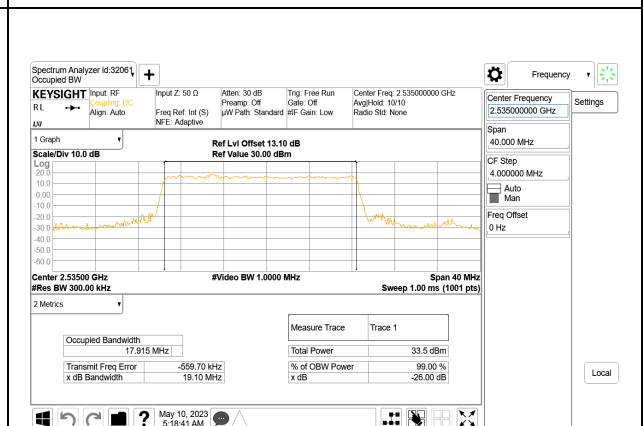 Spectrum Analyzer id:32061
Occupied BW
Frequency
KEYSIGHT Input: RF Input Z: 50 Ω Atten: 30 dB Trig: Free Run Center Freq: 2.535000000 GHz
Coupling: DC Preamp: Off Gate: Off Avg|Hold: 10/10
RL Align: Auto Freq Ref: Int (S) µW Path: Standard #IF Gain: Low Radio Std: None
NFE: Adaptive
LXI
Center Frequency
2.535000000 GHz
Settings
Span
40.000 MHz
CF Step
4.000000 MHz
Auto
Man
Freq Offset
0 Hz
1 Graph
Ref Lvl Offset 13.10 dB
Scale/Div 10.0 dB Ref Value 30.00 dBm
Log
20.0
10.0
0.00
-10.0
-20.0
-30.0
-40.0
-50.0
-60.0
Center 2.53500 GHz #Video BW 1.0000 MHz Span 40 MHz
#Res BW 300.00 kHz Sweep 1.00 ms (1001 pts)
2 Metrics
Measure Trace Trace 1
Occupied Bandwidth
17.915 MHz
Total Power 33.5 dBm
Transmit Freq Error -559.70 kHz % of OBW Power 99.00 %
x dB Bandwidth 19.10 MHz x dB -26.00 dB
Local
?
May 10, 2023
5:18:41 AM